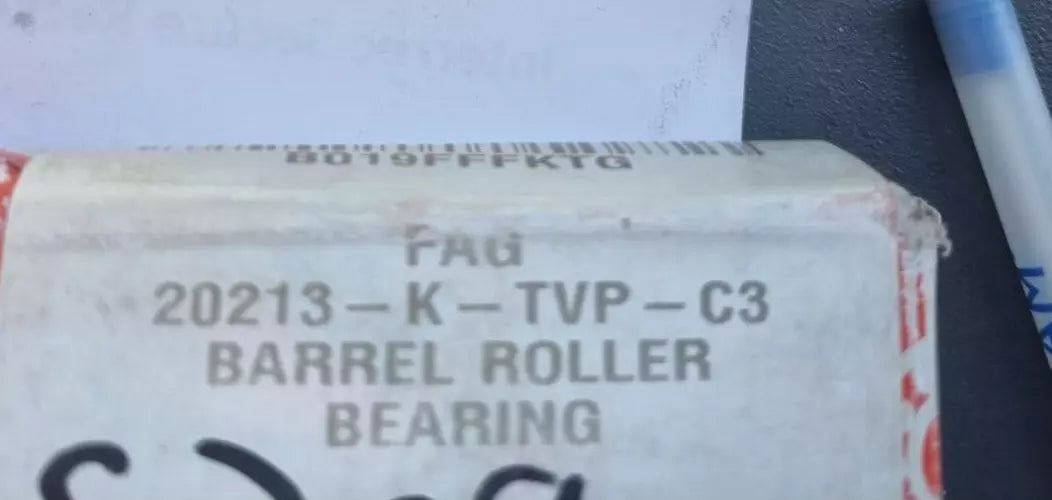 B019FFFKTG
FAG
20213-K-TVP-C3
BARREL ROLLER
BEARING